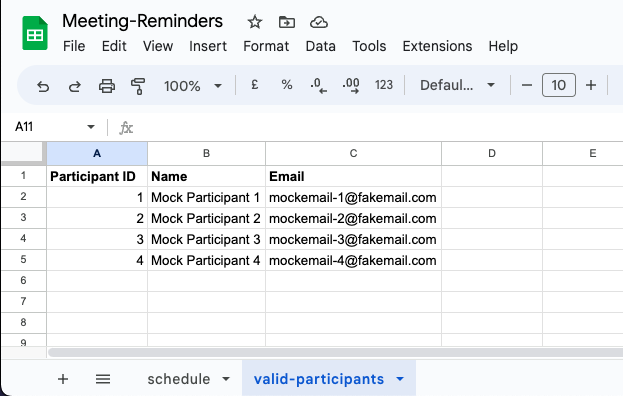 Meeting-Reminders
File Edit View Insert Format Data Tools Extensions Help
100% £ % .0 .00 123 Defaul... − 10 +
A11 fx
A B C D E
1 Participant ID Name Email
2 1 Mock Participant 1 mockemail-1@fakemail.com
3 2 Mock Participant 2 mockemail-2@fakemail.com
4 3 Mock Participant 3 mockemail-3@fakemail.com
5 4 Mock Participant 4 mockemail-4@fakemail.com
6
7
8
9
+ schedule valid-participants